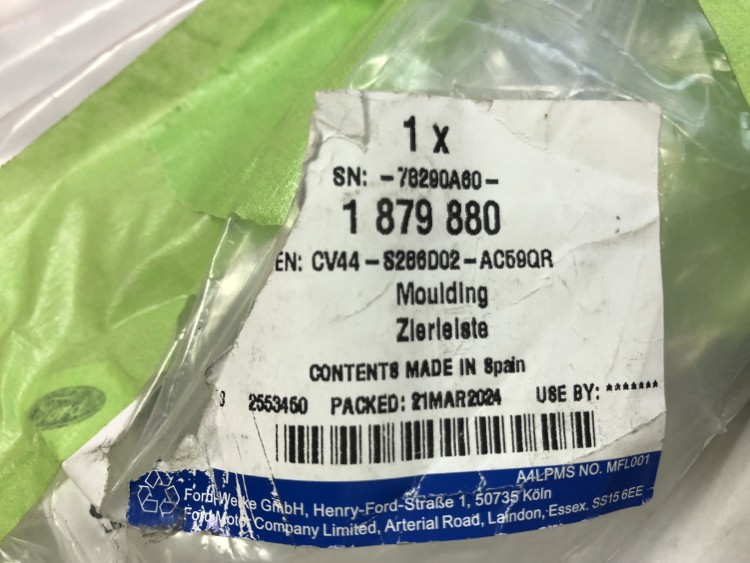 1 x
SN: -78290A60-
1 879 880
EN: CV44-S286D02-AC59QR
Moulding
Zierleiste
CONTENTS MADE IN Spain
2553450 PACKED: 21MAR2024 USE BY: *******
A4LPMS NO. MFL001
Ford-Werke GmbH, Henry-Ford-Straße 1, 50735 Köln
Ford Motor Company Limited, Arterial Road, Laindon, Essex. SS15 6EE
Ford